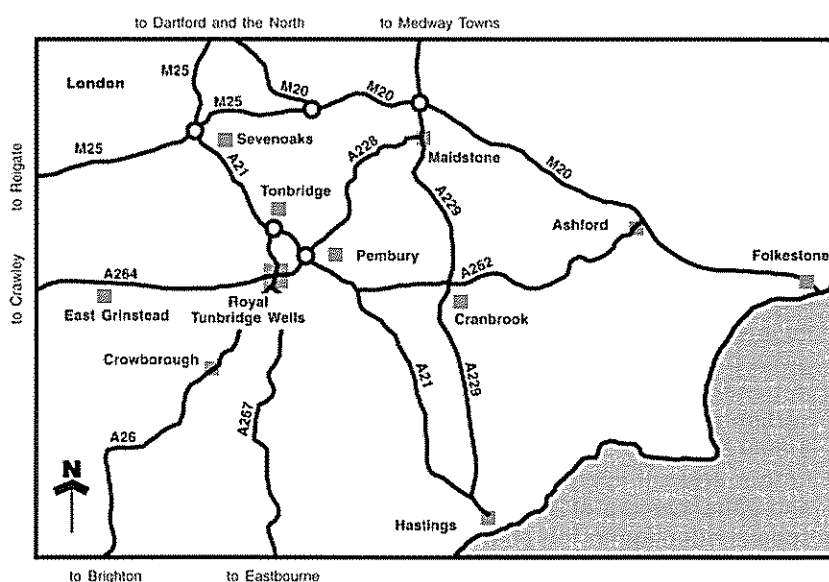 to Dartford and the North
to Medway Towns
London
M25
M20
M25
M20
M25
Sevenoaks
A228
Maidstone
M20
to Reigate
A21
Tonbridge
A229
Ashford
Pembury
Folkestone
to Crawley
A264
A262
East Grinstead
Royal
Tunbridge Wells
Cranbrook
Crowborough
A21
A229
A267
A26
N
Hastings
to Brighton
to Eastbourne